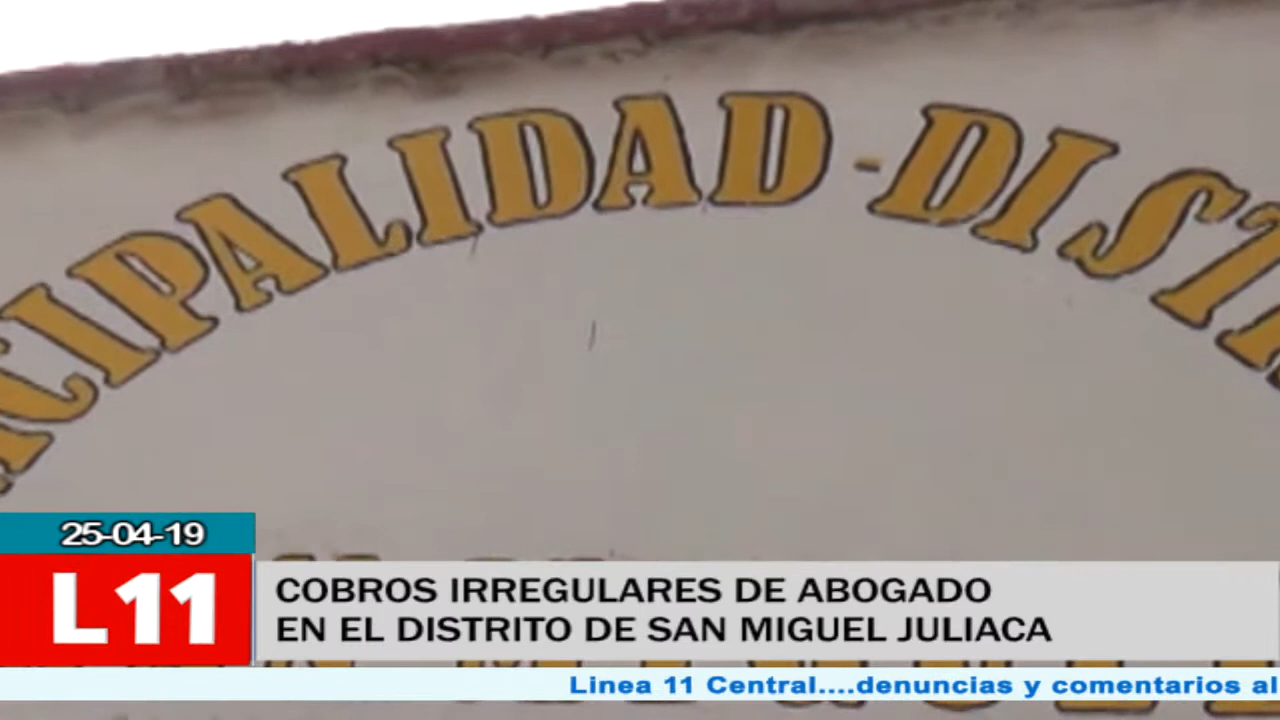 CIPALIDAD-DIST
25-04-19
L11
COBROS IRREGULARES DE ABOGADO
EN EL DISTRITO DE SAN MIGUEL JULIACA
Linea 11 Central....denuncias y comentarios al